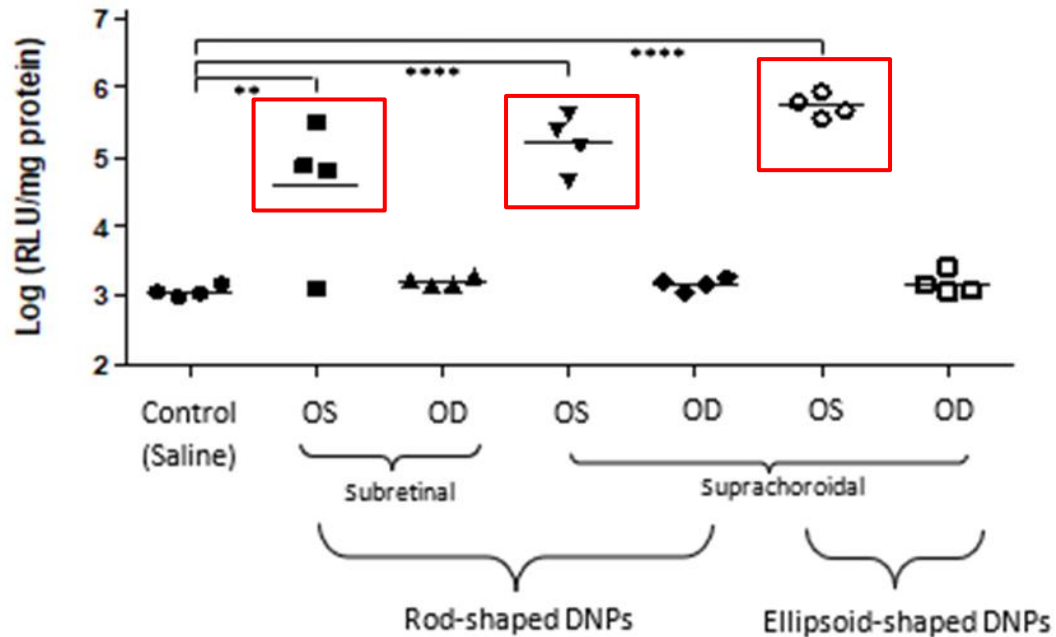 Log (RLU/mg protein)
7
6
5
4
3
2
****
****
**
Control OS OD OS OD OS OD
(Saline)
Subretinal Suprachoroidal
Rod-shaped DNPs Ellipsoid-shaped DNPs